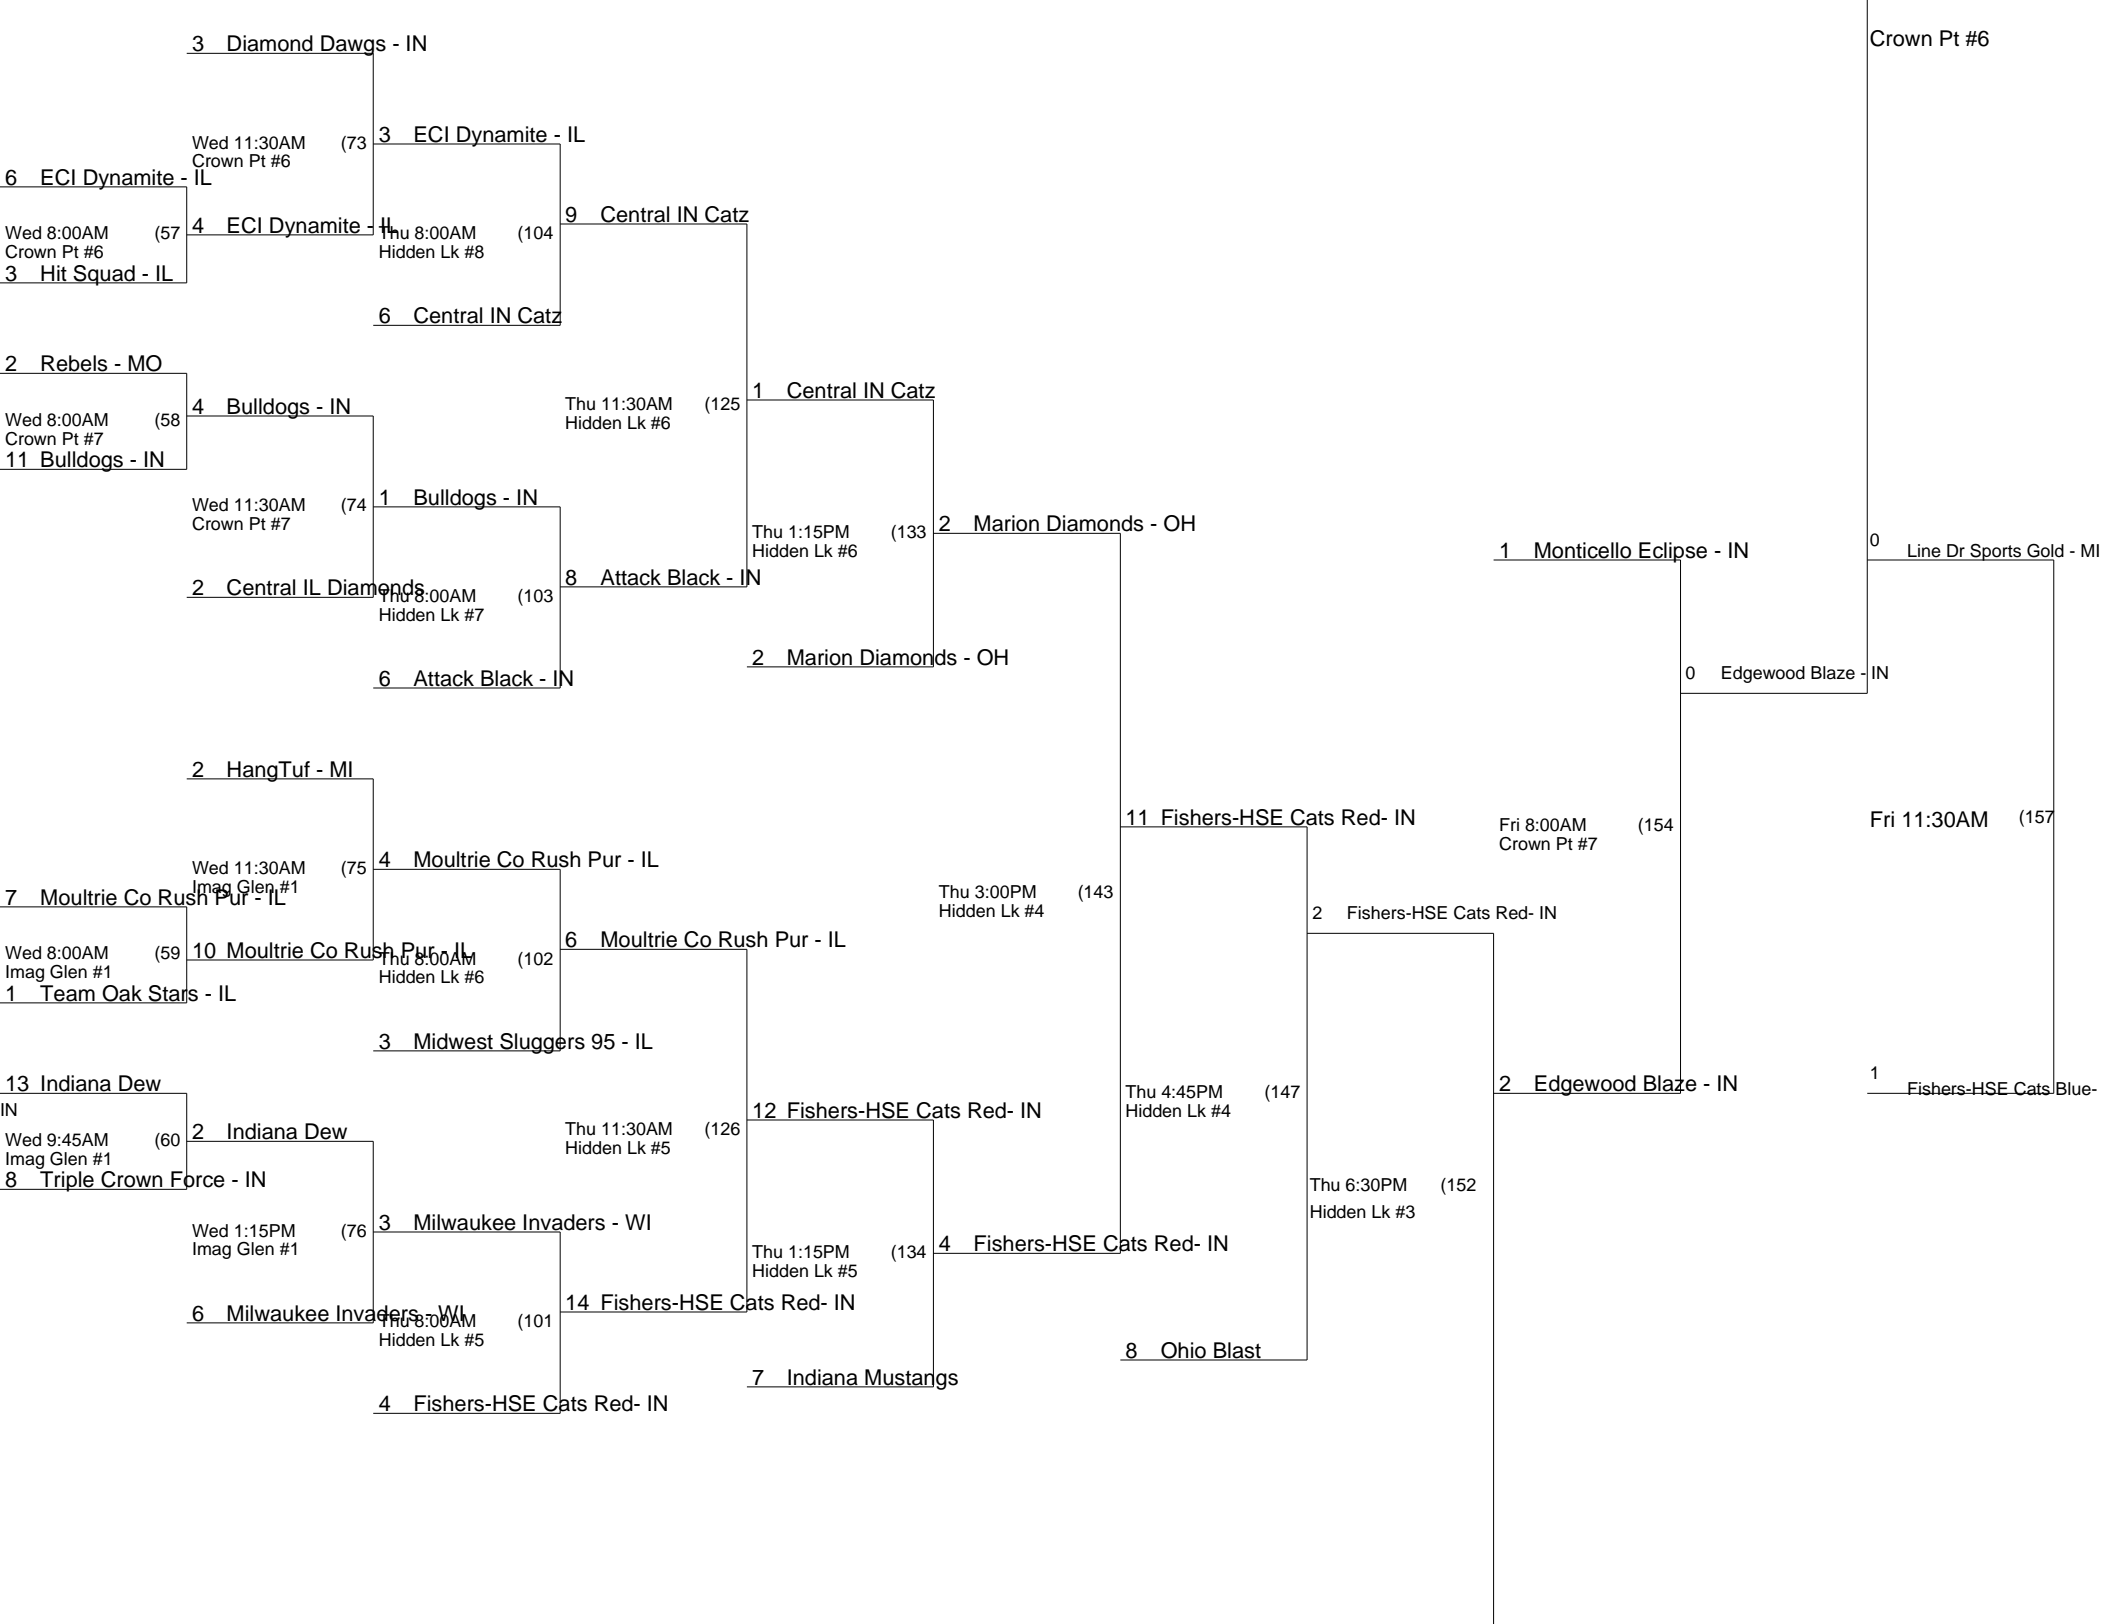 Crown Pt #6
3 Diamond Dawgs - IN
Wed 11:30AM (73
Crown Pt #6
3 ECI Dynamite - IL
6 ECI Dynamite - IL
Wed 8:00AM (57
Crown Pt #6
4 ECI Dynamite - IL
3 Hit Squad - IL
Thu 8:00AM (104
Hidden Lk #8
9 Central IN Catz
6 Central IN Catz
2 Rebels - MO
Wed 8:00AM (58
Crown Pt #7
4 Bulldogs - IN
11 Bulldogs - IN
Thu 11:30AM (125
Hidden Lk #6
1 Central IN Catz
Wed 11:30AM (74
Crown Pt #7
1 Bulldogs - IN
2 Central IL Diamonds
Thu 8:00AM (103
Hidden Lk #7
8 Attack Black - IN
6 Attack Black - IN
Thu 1:15PM (133
Hidden Lk #6
2 Marion Diamonds - OH
2 Marion Diamonds - OH
1 Monticello Eclipse - IN
0 Line Dr Sports Gold - MI
0 Edgewood Blaze - IN
2 HangTuf - MI
Wed 11:30AM (75
Imag Glen #1
4 Moultrie Co Rush Pur - IL
7 Moultrie Co Rush Pur - IL
Wed 8:00AM (59
Imag Glen #1
10 Moultrie Co Rush Pur - IL
1 Team Oak Stars - IL
Thu 8:00AM (102
Hidden Lk #6
6 Moultrie Co Rush Pur - IL
3 Midwest Sluggers 95 - IL
Thu 3:00PM (143
Hidden Lk #4
11 Fishers-HSE Cats Red- IN
Fri 8:00AM (154
Crown Pt #7
Fri 11:30AM (157
2 Fishers-HSE Cats Red- IN
13 Indiana Dew
IN
Wed 9:45AM (60
Imag Glen #1
2 Indiana Dew
8 Triple Crown Force - IN
Thu 11:30AM (126
Hidden Lk #5
12 Fishers-HSE Cats Red- IN
Thu 4:45PM (147
Hidden Lk #4
2 Edgewood Blaze - IN
1 Fishers-HSE Cats Blue-
Wed 1:15PM (76
Imag Glen #1
3 Milwaukee Invaders - WI
6 Milwaukee Invaders - WI
Thu 8:00AM (101
Hidden Lk #5
14 Fishers-HSE Cats Red- IN
4 Fishers-HSE Cats Red- IN
Thu 1:15PM (134
Hidden Lk #5
4 Fishers-HSE Cats Red- IN
7 Indiana Mustangs
Thu 6:30PM (152
Hidden Lk #3
8 Ohio Blast